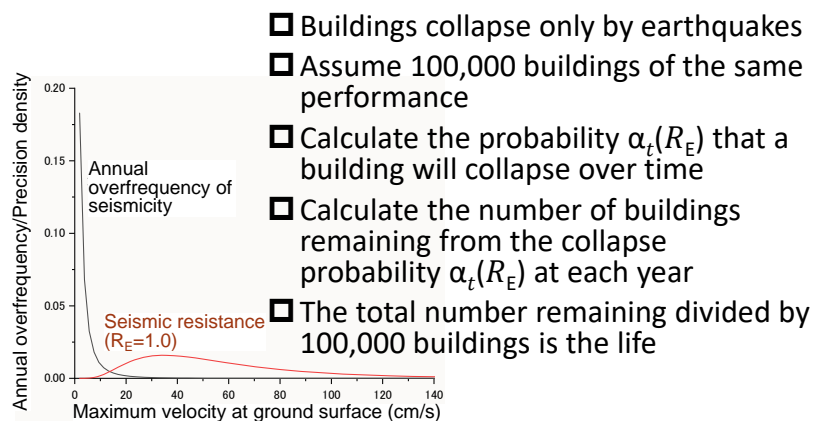 ❑ Buildings collapse only by earthquakes
❑ Assume 100,000 buildings of the same
performance
❑ Calculate the probability αt(RE) that a
building will collapse over time
❑ Calculate the number of buildings
remaining from the collapse
probability αt(RE) at each year
❑ The total number remaining divided by
100,000 buildings is the life
Annual overfrequency/Precision density
0.20
0.15
0.10
0.05
0.00
Annual
overfrequency of
seismicity
Seismic resistance
(RE=1.0)
0 20 40 60 80 100 120 140
Maximum velocity at ground surface (cm/s)